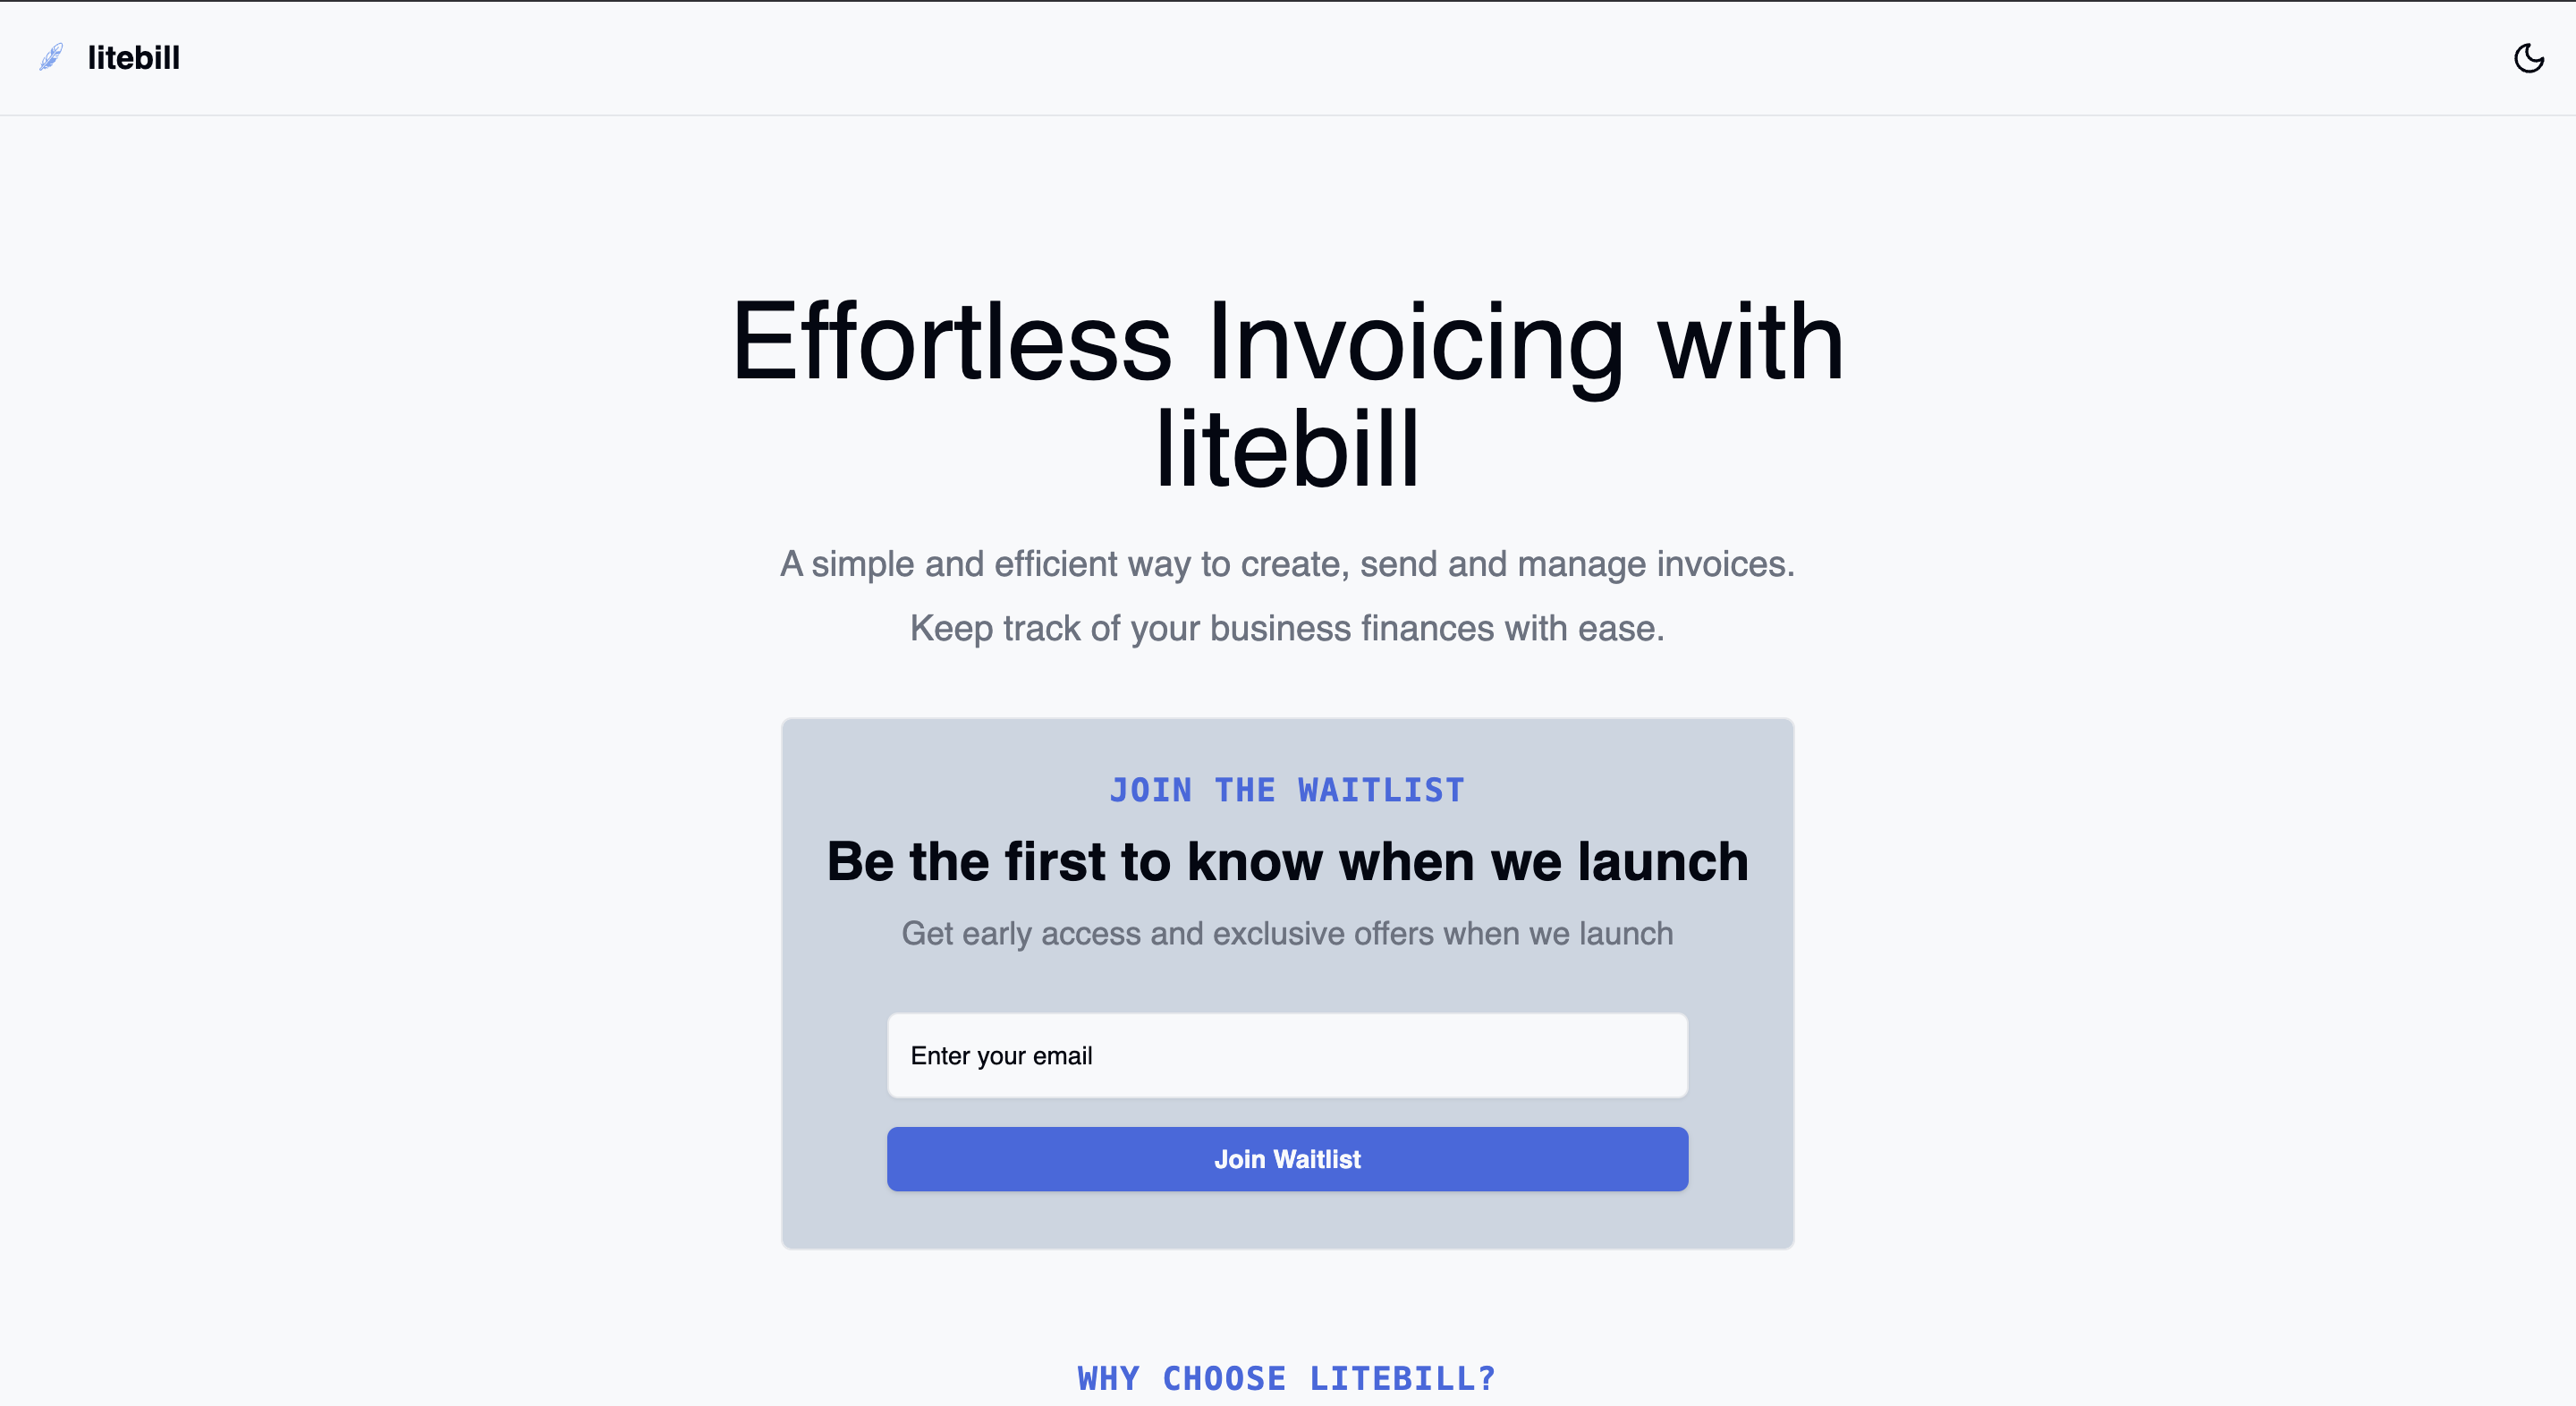 litebill
Effortless Invoicing with
litebill
A simple and efficient way to create, send and manage invoices.
Keep track of your business finances with ease.
JOIN THE WAITLIST
Be the first to know when we launch
Get early access and exclusive offers when we launch
Enter your email
Join Waitlist
WHY CHOOSE LITEBILL?